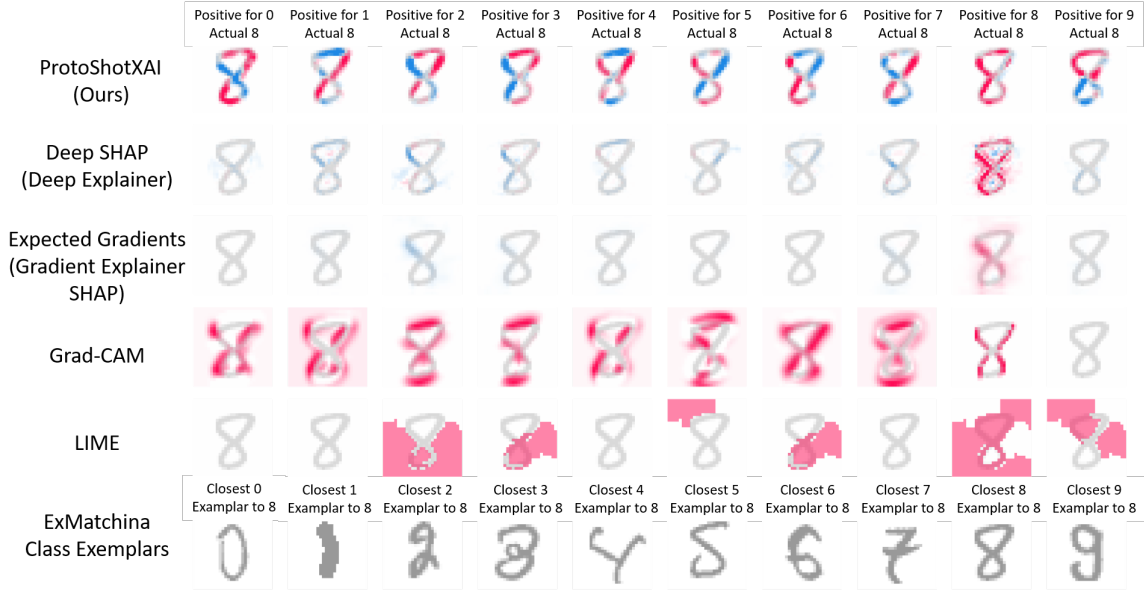 Positive for 0 Positive for 1 Positive for 2 Positive for 3 Positive for 4 Positive for 5 Positive for 6 Positive for 7 Positive for 8 Positive for 9
Actual 8 Actual 8 Actual 8 Actual 8 Actual 8 Actual 8 Actual 8 Actual 8 Actual 8 Actual 8
ProtoShotXAI
(Ours)
Deep SHAP
(Deep Explainer)
Expected Gradients
(Gradient Explainer
SHAP)
Grad-CAM
LIME
Closest 0 Closest 1 Closest 2 Closest 3 Closest 4 Closest 5 Closest 6 Closest 7 Closest 8 Closest 9
Examplar to 8 Examplar to 8 Examplar to 8 Examplar to 8 Examplar to 8 Examplar to 8 Examplar to 8 Examplar to 8 Examplar to 8 Examplar to 8
ExMatchina
Class Exemplars